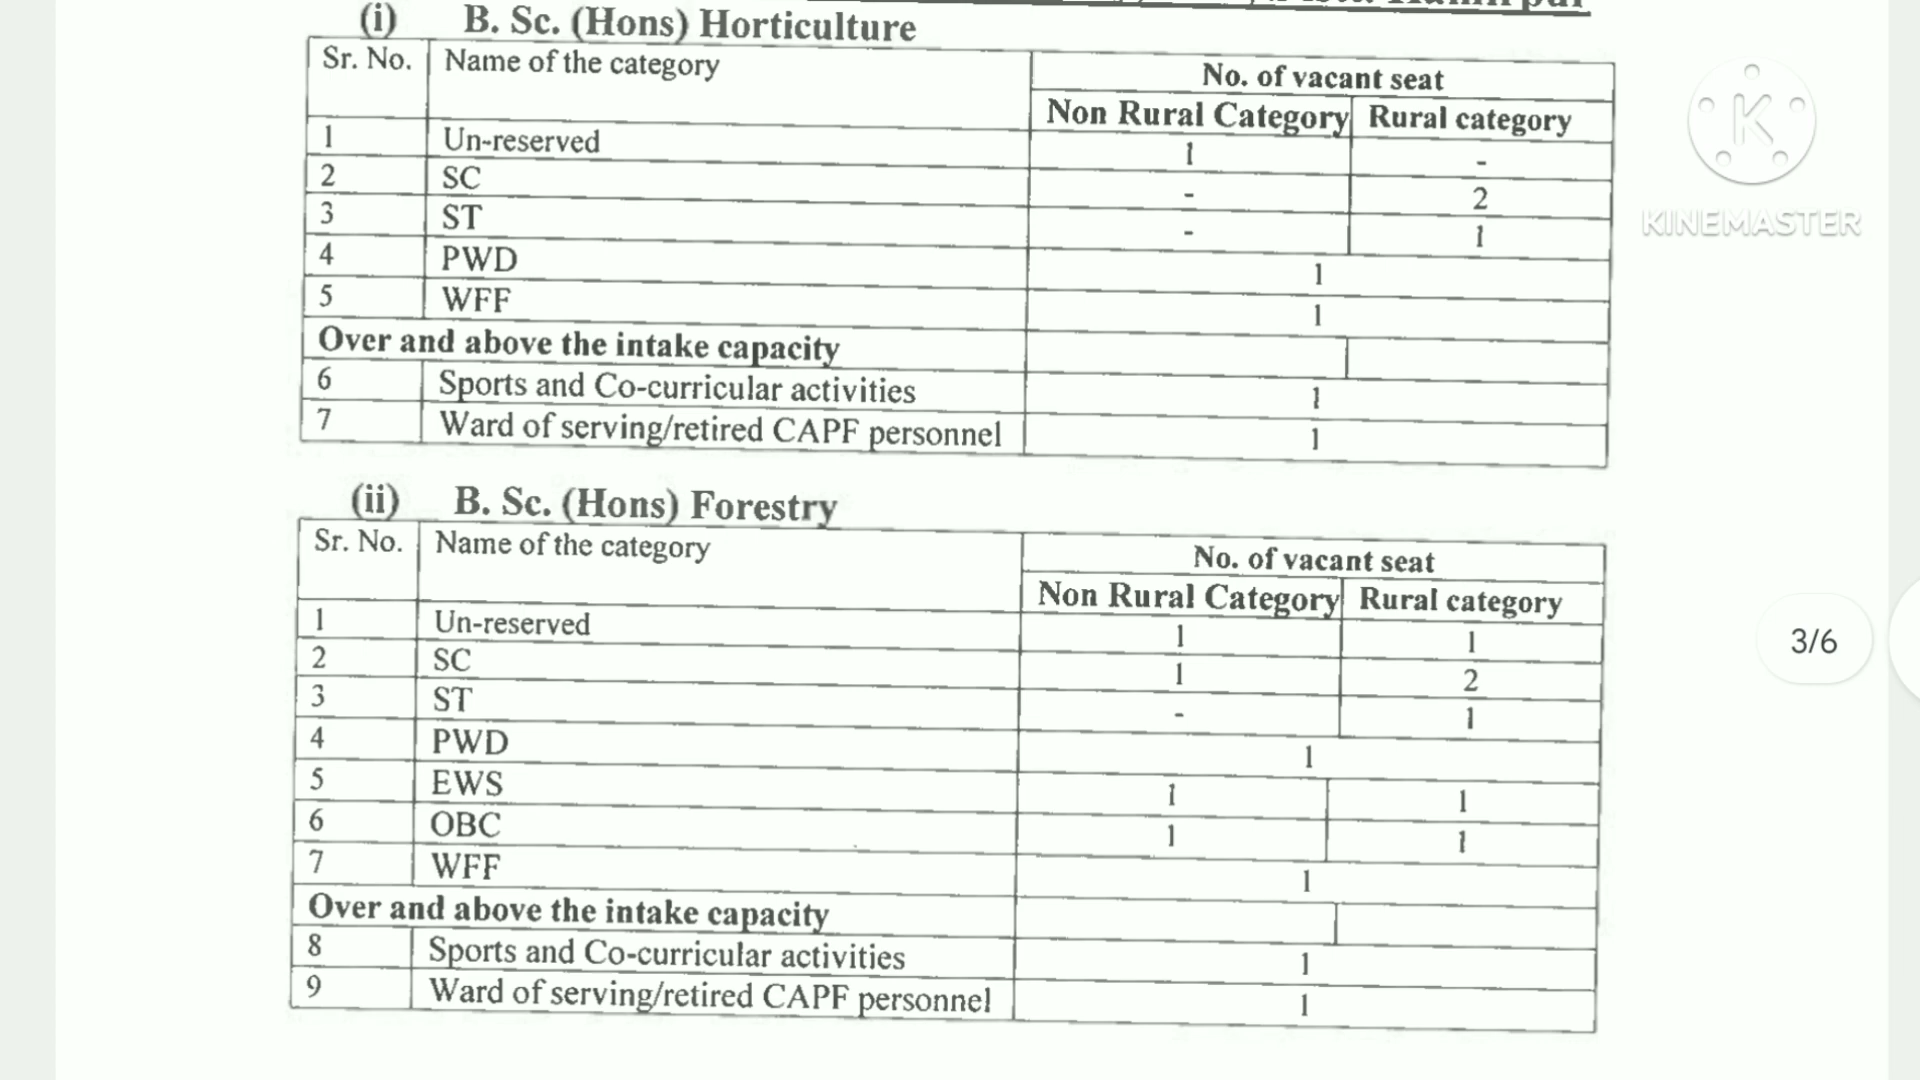 (i) B. Sc. (Hons) Horticulture
Sr. No. Name of the category No. of vacant seat
Non Rural Category Rural category
1 Un-reserved 1 -
2 SC - 2
3 ST - 1
4 PWD 1
5 WFF 1
Over and above the intake capacity
6 Sports and Co-curricular activities 1
7 Ward of serving/retired CAPF personnel 1
(ii) B. Sc. (Hons) Forestry
Sr. No. Name of the category No. of vacant seat
Non Rural Category Rural category
1 Un-reserved 1 1
2 SC 1 2
3 ST - 1
4 PWD 1
5 EWS 1 1
6 OBC 1 1
7 WFF 1
Over and above the intake capacity
8 Sports and Co-curricular activities 1
9 Ward of serving/retired CAPF personnel 1
K
KINEMASTER
3/6